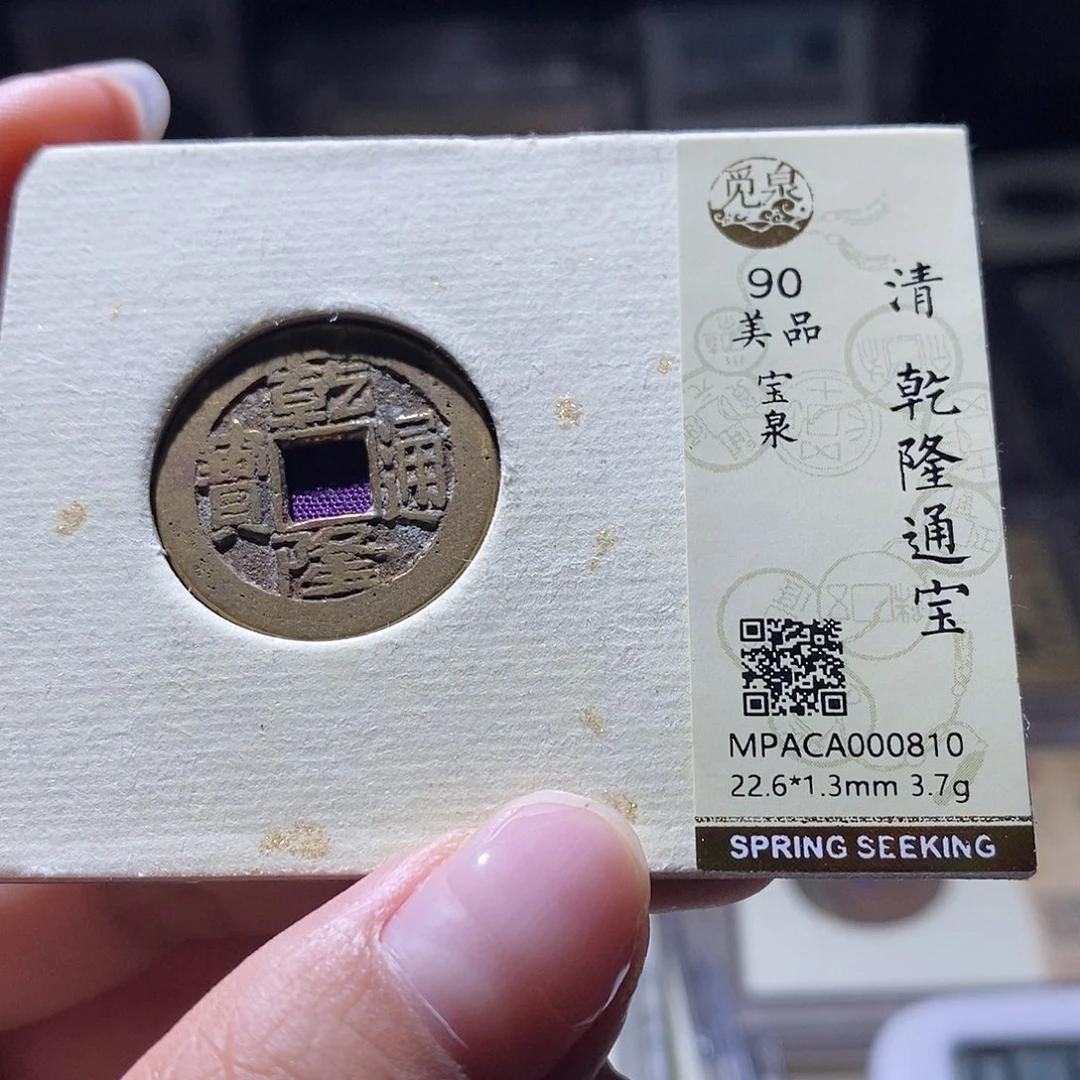 乾隆通寶
觅泉
90
美品
宝泉
清 乾隆通宝
MPACA000810
22.6*1.3mm 3.7g
SPRING SEEKING